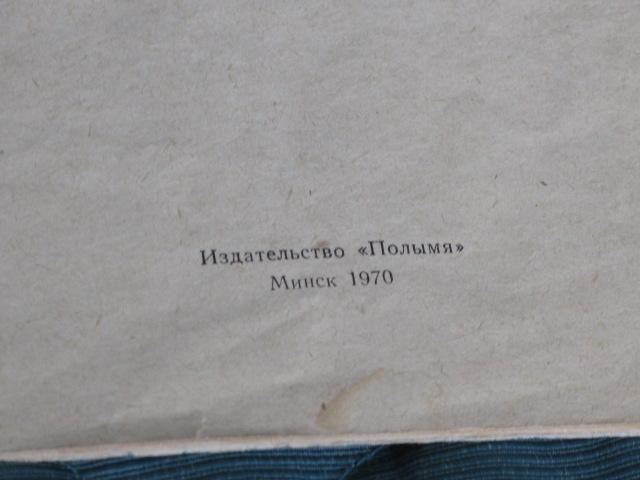 Издательство «Полымя»
Минск 1970